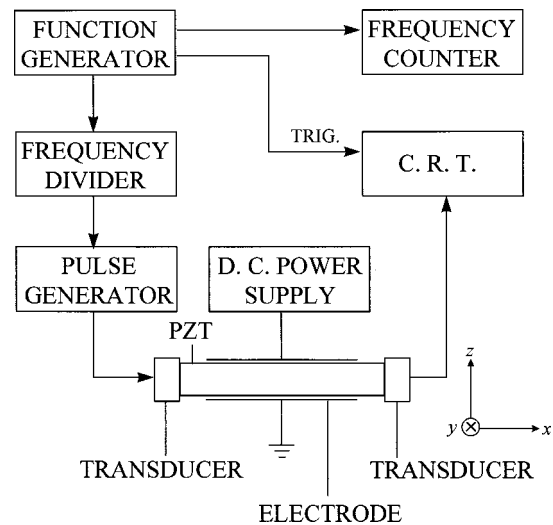 FUNCTION
GENERATOR
FREQUENCY
COUNTER
TRIG.
FREQUENCY
DIVIDER
C. R. T.
PULSE
GENERATOR
D. C. POWER
SUPPLY
PZT
z
y
x
TRANSDUCER
TRANSDUCER
ELECTRODE